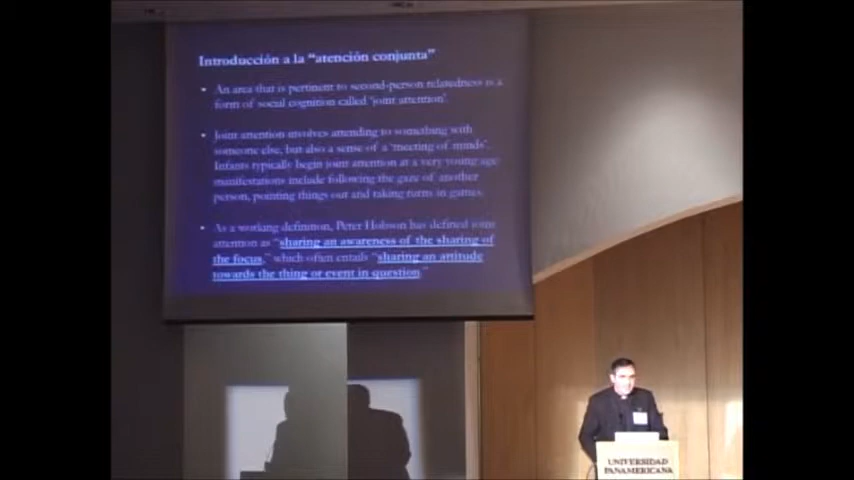 Introducción a la "atención conjunta"
• An area that is pertinent to second-person relatedness is a
form of social cognition called 'joint attention'.
• Joint attention involves attending to something with
someone else, but also a sense of a 'meeting of minds'.
Infants typically begin joint attention at a very young age
manifestations include following the gaze of another
person, pointing things out and taking turns in games.
• As a working definition, Peter Hobson has defined joint
attention as "sharing an awareness of the sharing of
the focus," which often entails "sharing an attitude
towards the thing or event in question."
UNIVERSIDAD
PANAMERICANA